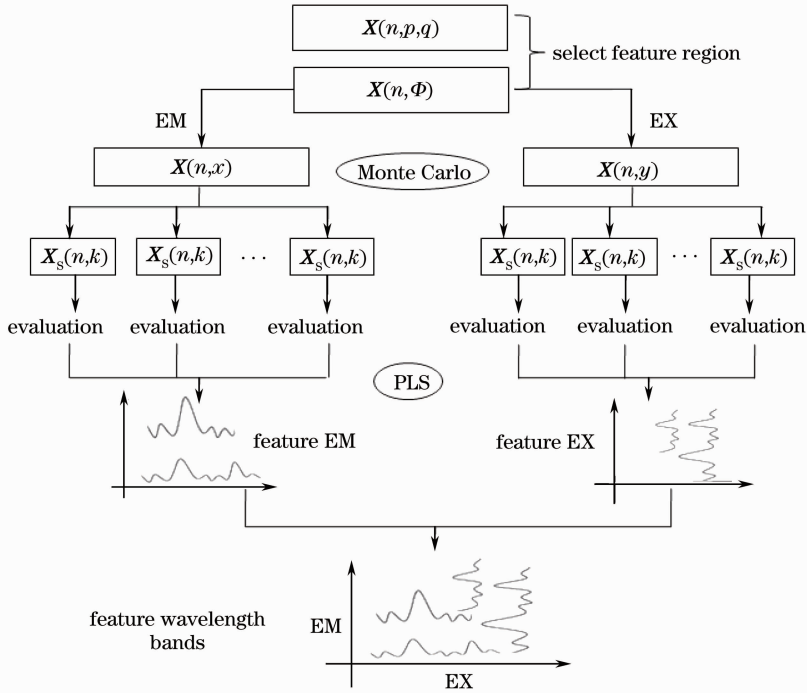 X(n,p,q)
select feature region
X(n,Φ)
EM
EX
X(n,x)
Monte Carlo
X(n,y)
Xs(n,k)
Xs(n,k)
···
Xs(n,k)
Xs(n,k)
Xs(n,k)
···
Xs(n,k)
evaluation
evaluation
evaluation
evaluation
evaluation
evaluation
PLS
feature EM
feature EX
feature wavelength
bands
EM
EX